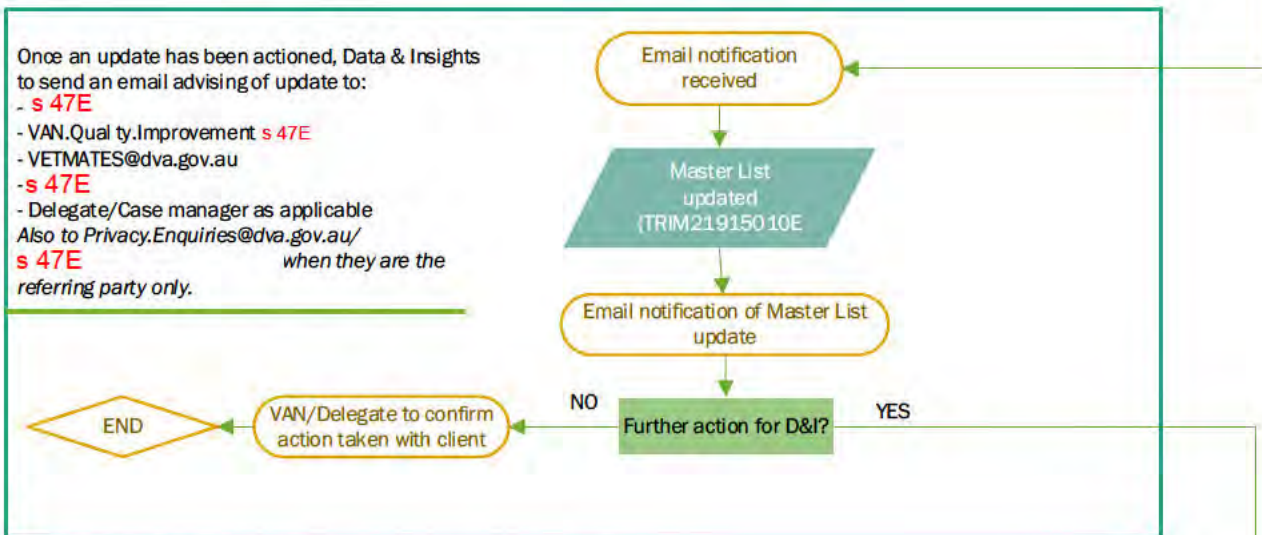 Once an update has been actioned, Data & Insights
to send an email advising of update to:
- s 47E
- VAN.Qual ty.Improvement s 47E
- VETMATES@dva.gov.au
-s 47E
- Delegate/Case manager as applicable
Also to Privacy.Enquiries@dva.gov.au/
s 47E when they are the
referring party only.
Email notification
received
Master List
updated
(TRIM21915010E
Email notification of Master List
update
Further action for D&I?
YES
NO
VAN/Delegate to confirm
action taken with client
END